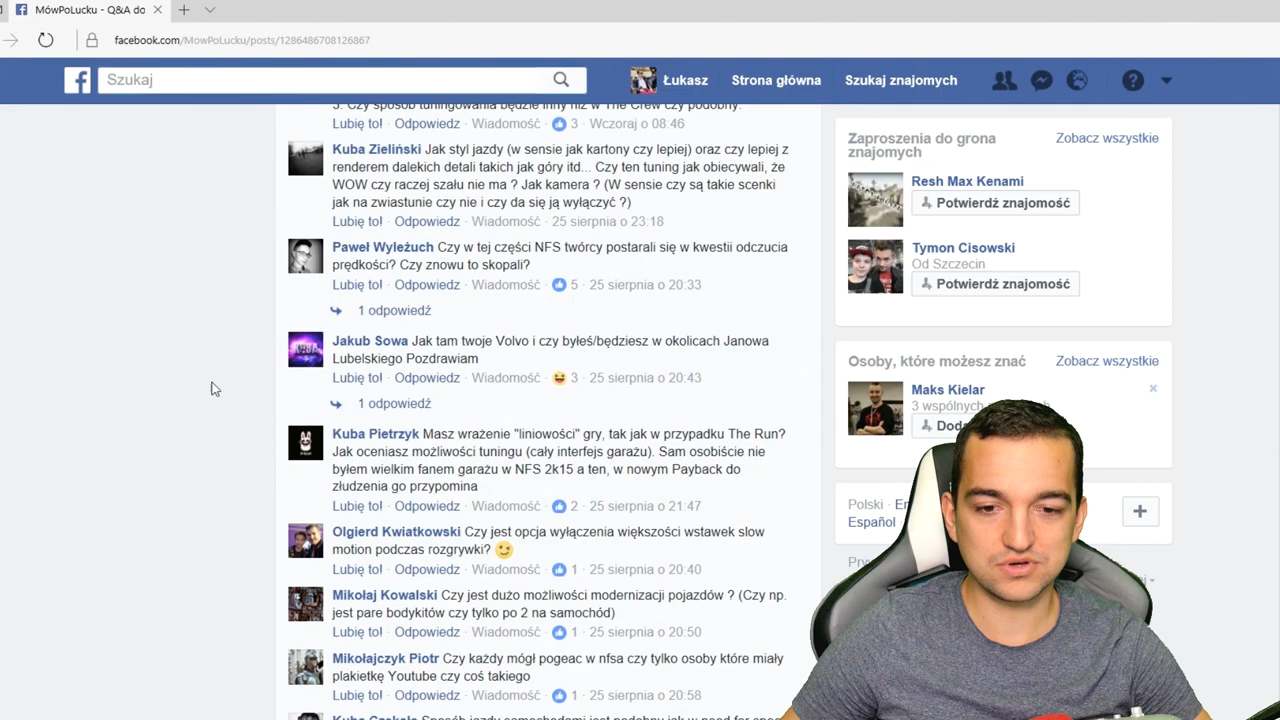 MówPoLucku - Q&A do
facebook.com/MowPoLucku/posts/1286486708126867
Szukaj
Łukasz
Strona główna
Szukaj znajomych
3. Czy sposób tuningowania będzie inny niż w The Crew czy podobny.
Lubię to! · Odpowiedz · Wiadomość · 3 · Wczoraj o 08:46
Kuba Zieliński Jak styl jazdy (w sensie jak kartony czy lepiej) oraz czy lepiej z
renderem dalekich detali takich jak góry itd... Czy ten tuning jak obiecywali, że
WOW czy raczej szału nie ma ? Jak kamera ? (W sensie czy są takie scenki
jak na zwiastunie czy nie i czy da się ją wyłączyć ?)
Lubię to! · Odpowiedz · Wiadomość · 25 sierpnia o 23:18
Paweł Wyleżuch Czy w tej części NFS twórcy postarali się w kwestii odczucia
prędkości? Czy znowu to skopali?
Lubię to! · Odpowiedz · Wiadomość · 5 · 25 sierpnia o 20:33
1 odpowiedź
Jakub Sowa Jak tam twoje Volvo i czy byłeś/będziesz w okolicach Janowa
Lubelskiego Pozdrawiam
Lubię to! · Odpowiedz · Wiadomość · 3 · 25 sierpnia o 20:43
1 odpowiedź
Kuba Pietrzyk Masz wrażenie "liniowości" gry, tak jak w przypadku The Run?
Jak oceniasz możliwości tuningu (cały interfejs garażu). Sam osobiście nie
byłem wielkim fanem garażu w NFS 2k15 a ten, w nowym Payback do
złudzenia go przypomina
Lubię to! · Odpowiedz · Wiadomość · 2 · 25 sierpnia o 21:47
Olgierd Kwiatkowski Czy jest opcja wyłączenia większości wstawek slow
motion podczas rozgrywki?
Lubię to! · Odpowiedz · Wiadomość · 1 · 25 sierpnia o 20:40
Mikołaj Kowalski Czy jest dużo możliwości modernizacji pojazdów ? (Czy np.
jest pare bodykitów czy tylko po 2 na samochód)
Lubię to! · Odpowiedz · Wiadomość · 1 · 25 sierpnia o 20:50
Mikołajczyk Piotr Czy każdy mógł pogeac w nfsa czy tylko osoby które miały
plakietkę Youtube czy coś takiego
Lubię to! · Odpowiedz · Wiadomość · 1 · 25 sierpnia o 20:58
Zaproszenia do grona
znajomych
Zobacz wszystkie
Resh Max Kenami
Potwierdź znajomość
Tymon Cisowski
Od Szczecin
Potwierdź znajomość
Osoby, które możesz znać
Zobacz wszystkie
Maks Kielar
3 wspólnych
Polski ·
Español